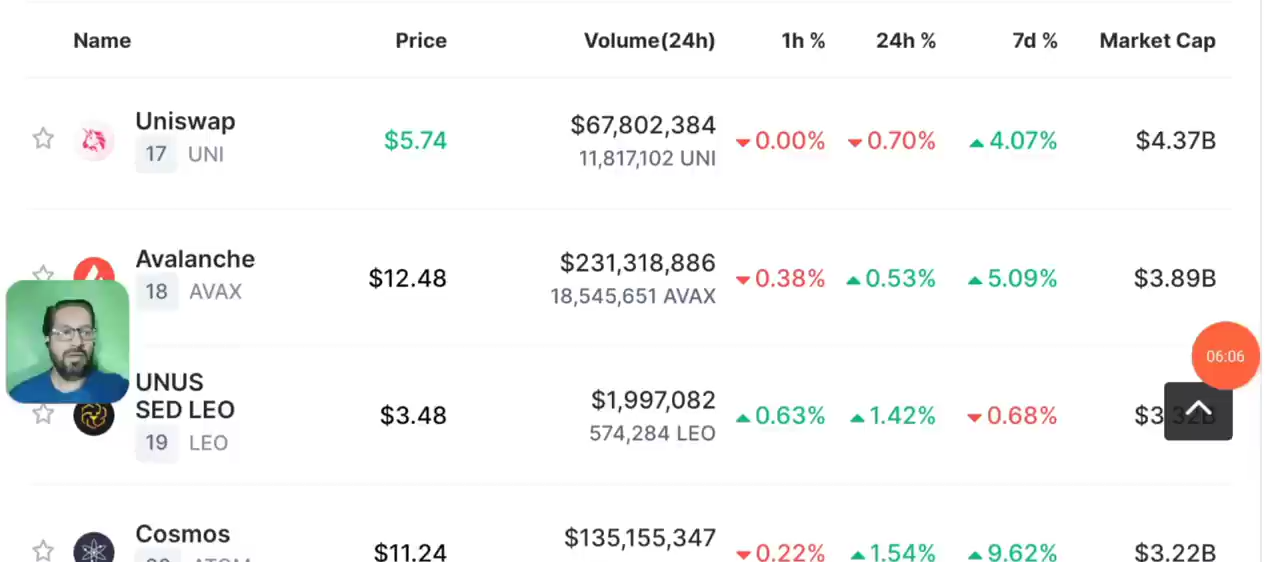 Name Price Volume(24h) 1h % 24h % 7d % Market Cap
Uniswap
17 UNI
$5.74
$67,802,384
11,817,102 UNI
0.00% 0.70% 4.07% $4.37B
Avalanche
18 AVAX
$12.48
$231,318,886
18,545,651 AVAX
0.38% 0.53% 5.09% $3.89B
06:06
UNUS
SED LEO
19 LEO
$3.48
$1,997,082
574,284 LEO
0.63% 1.42% 0.68% $3.32B
Cosmos
$11.24
$135,155,347
0.22% 1.54% 9.62% $3.22B